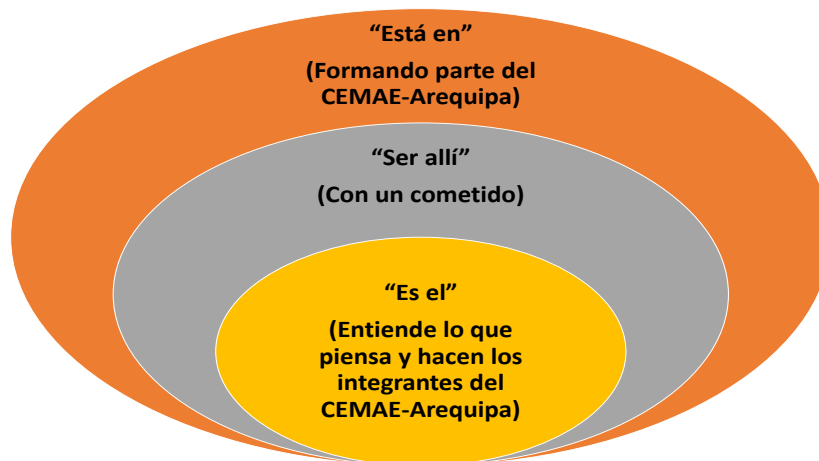 “Está en”
(Formando parte del
CEMAE-Arequipa)
“Ser allí”
(Con un cometido)
“Es el”
(Entiende lo que
piensa y hacen los
integrantes del
CEMAE-Arequipa)